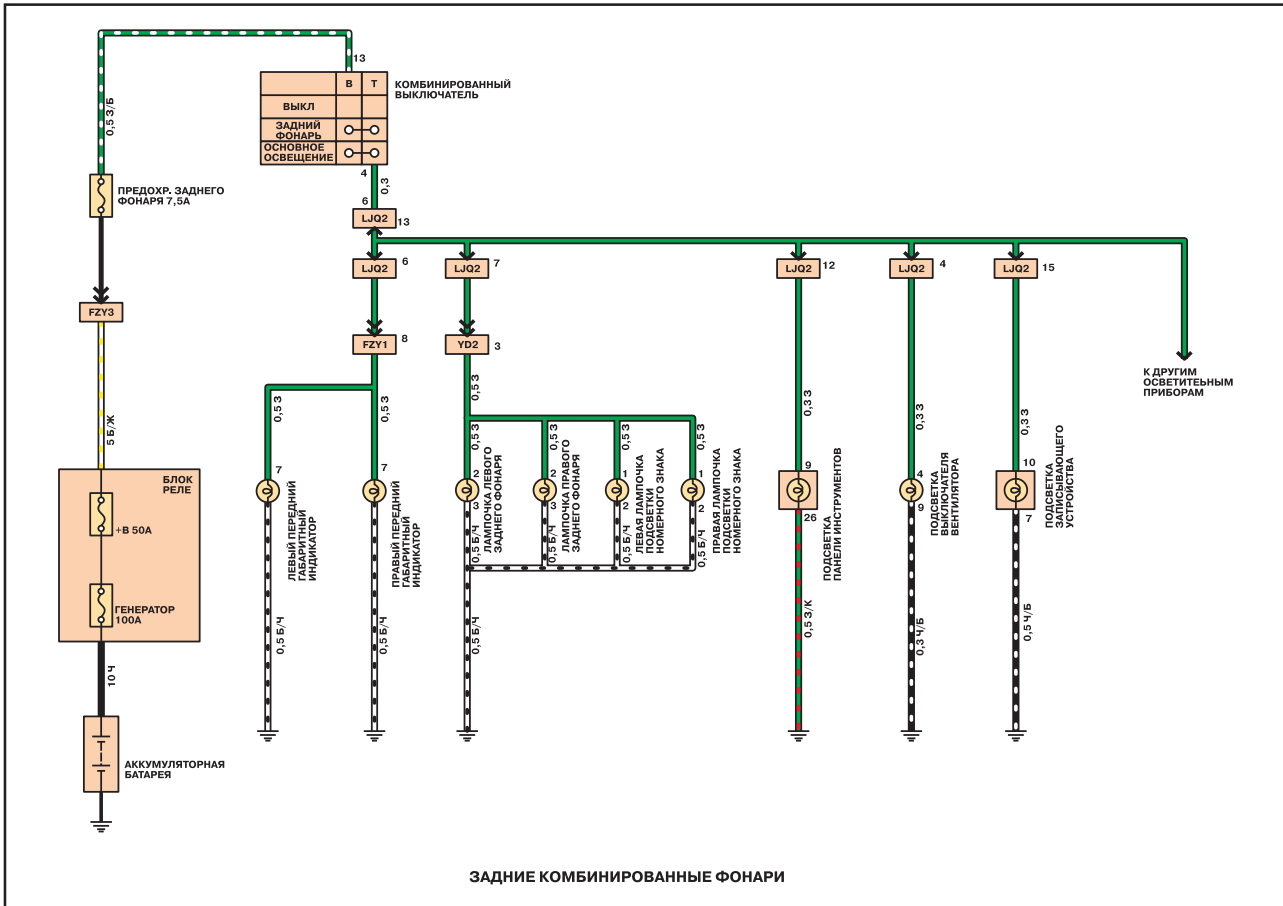 13
B T
КОМБИНИРОВАННЫЙ
ВЫКЛЮЧАТЕЛЬ
ВЫКЛ
ЗАДНИЙ
ФОНАРЬ
ОСНОВНОЕ
ОСВЕЩЕНИЕ
0,5 З/Б
4
0,3
6
ПРЕДОХР. ЗАДНЕГО
ФОНАРЯ 7,5А
LJQ2 13
LJQ2 6
LJQ2 7
LJQ2 12
LJQ2 4
LJQ2 15
FZY3
FZY1 8
YD2 3
К ДРУГИМ
ОСВЕТИТЕЬНЫМ
ПРИБОРАМ
5 Б/Ж
0,5 З
0,5 З
0,5 З
0,5 З
0,5 З
0,5 З
0,5 З
0,3 З
0,3 З
0,3 З
БЛОК
РЕЛЕ
+В 50А
ГЕНЕРАТОР
100А
10 Ч
АККУМУЛЯТОРНАЯ
БАТАРЕЯ
7
ЛЕВЫЙ ПЕРЕДНИЙ
ГАБАРИТНЫЙ
ИНДИКАТОР
0,5 Б/Ч
7
ПРАВЫЙ ПЕРЕДНИЙ
ГАБАРИТНЫЙ
ИНДИКАТОР
0,5 Б/Ч
2
3
0,5 Б/Ч
ЛАМПОЧКА ЛЕВОГО
ЗАДНЕГО ФОНАРЯ
0,5 Б/Ч
2
3
0,5 Б/Ч
ЛАМПОЧКА ПРАВОГО
ЗАДНЕГО ФОНАРЯ
1
2
0,5 Б/Ч
ЛЕВАЯ ЛАМПОЧКА
ПОДСВЕТКИ
НОМЕРНОГО ЗНАКА
1
2
0,5 Б/Ч
ПРАВАЯ ЛАМПОЧКА
ПОДСВЕТКИ
НОМЕРНОГО ЗНАКА
9
26
ПОДСВЕТКА
ПАНЕЛИ ИНСТРУМЕНТОВ
0,5 З/К
4
9
ПОДСВЕТКА
ВЫКЛЮЧАТЕЛЯ
ВЕНТИЛЯТОРА
0,3 Ч/Б
10
7
ПОДСВЕТКА
ЗАПИСЫВАЮЩЕГО
УСТРОЙСТВА
0,5 Ч/Б
ЗАДНИЕ КОМБИНИРОВАННЫЕ ФОНАРИ